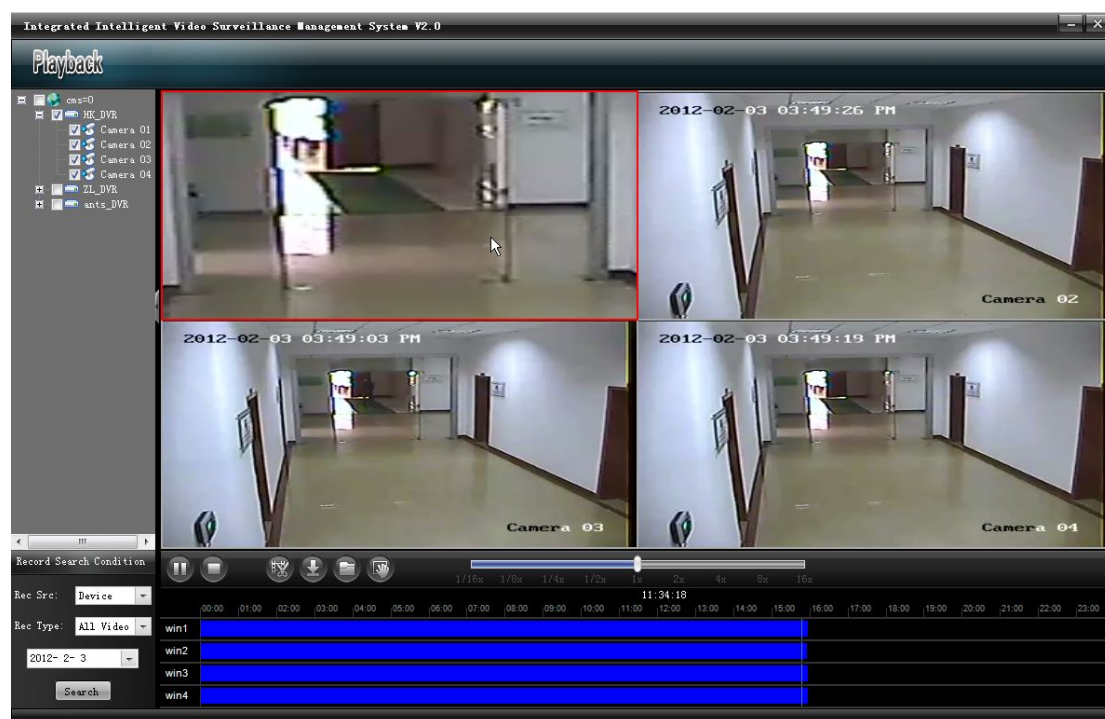 Integrated Intelligent Video Surveillance Management System V2.0
Playback
cms=0
HK_DVR
Camera 01
Camera 02
Camera 03
Camera 04
ZL_DVR
ants_DVR
2012-02-03 03:49:26 PM
Camera 02
2012-02-03 03:49:03 PM
Camera 03
2012-02-03 03:49:19 PM
Camera 04
Record Search Condition
Rec Src: Device
Rec Type: All Video
2012- 2- 3
Search
1/16x 1/8x 1/4x 1/2x 1x 2x 4x 8x 16x
11:34:18
00:00 01:00 02:00 03:00 04:00 05:00 06:00 07:00 08:00 09:00 10:00 11:00 12:00 13:00 14:00 15:00 16:00 17:00 18:00 19:00 20:00 21:00 22:00 23:00
win1
win2
win3
win4